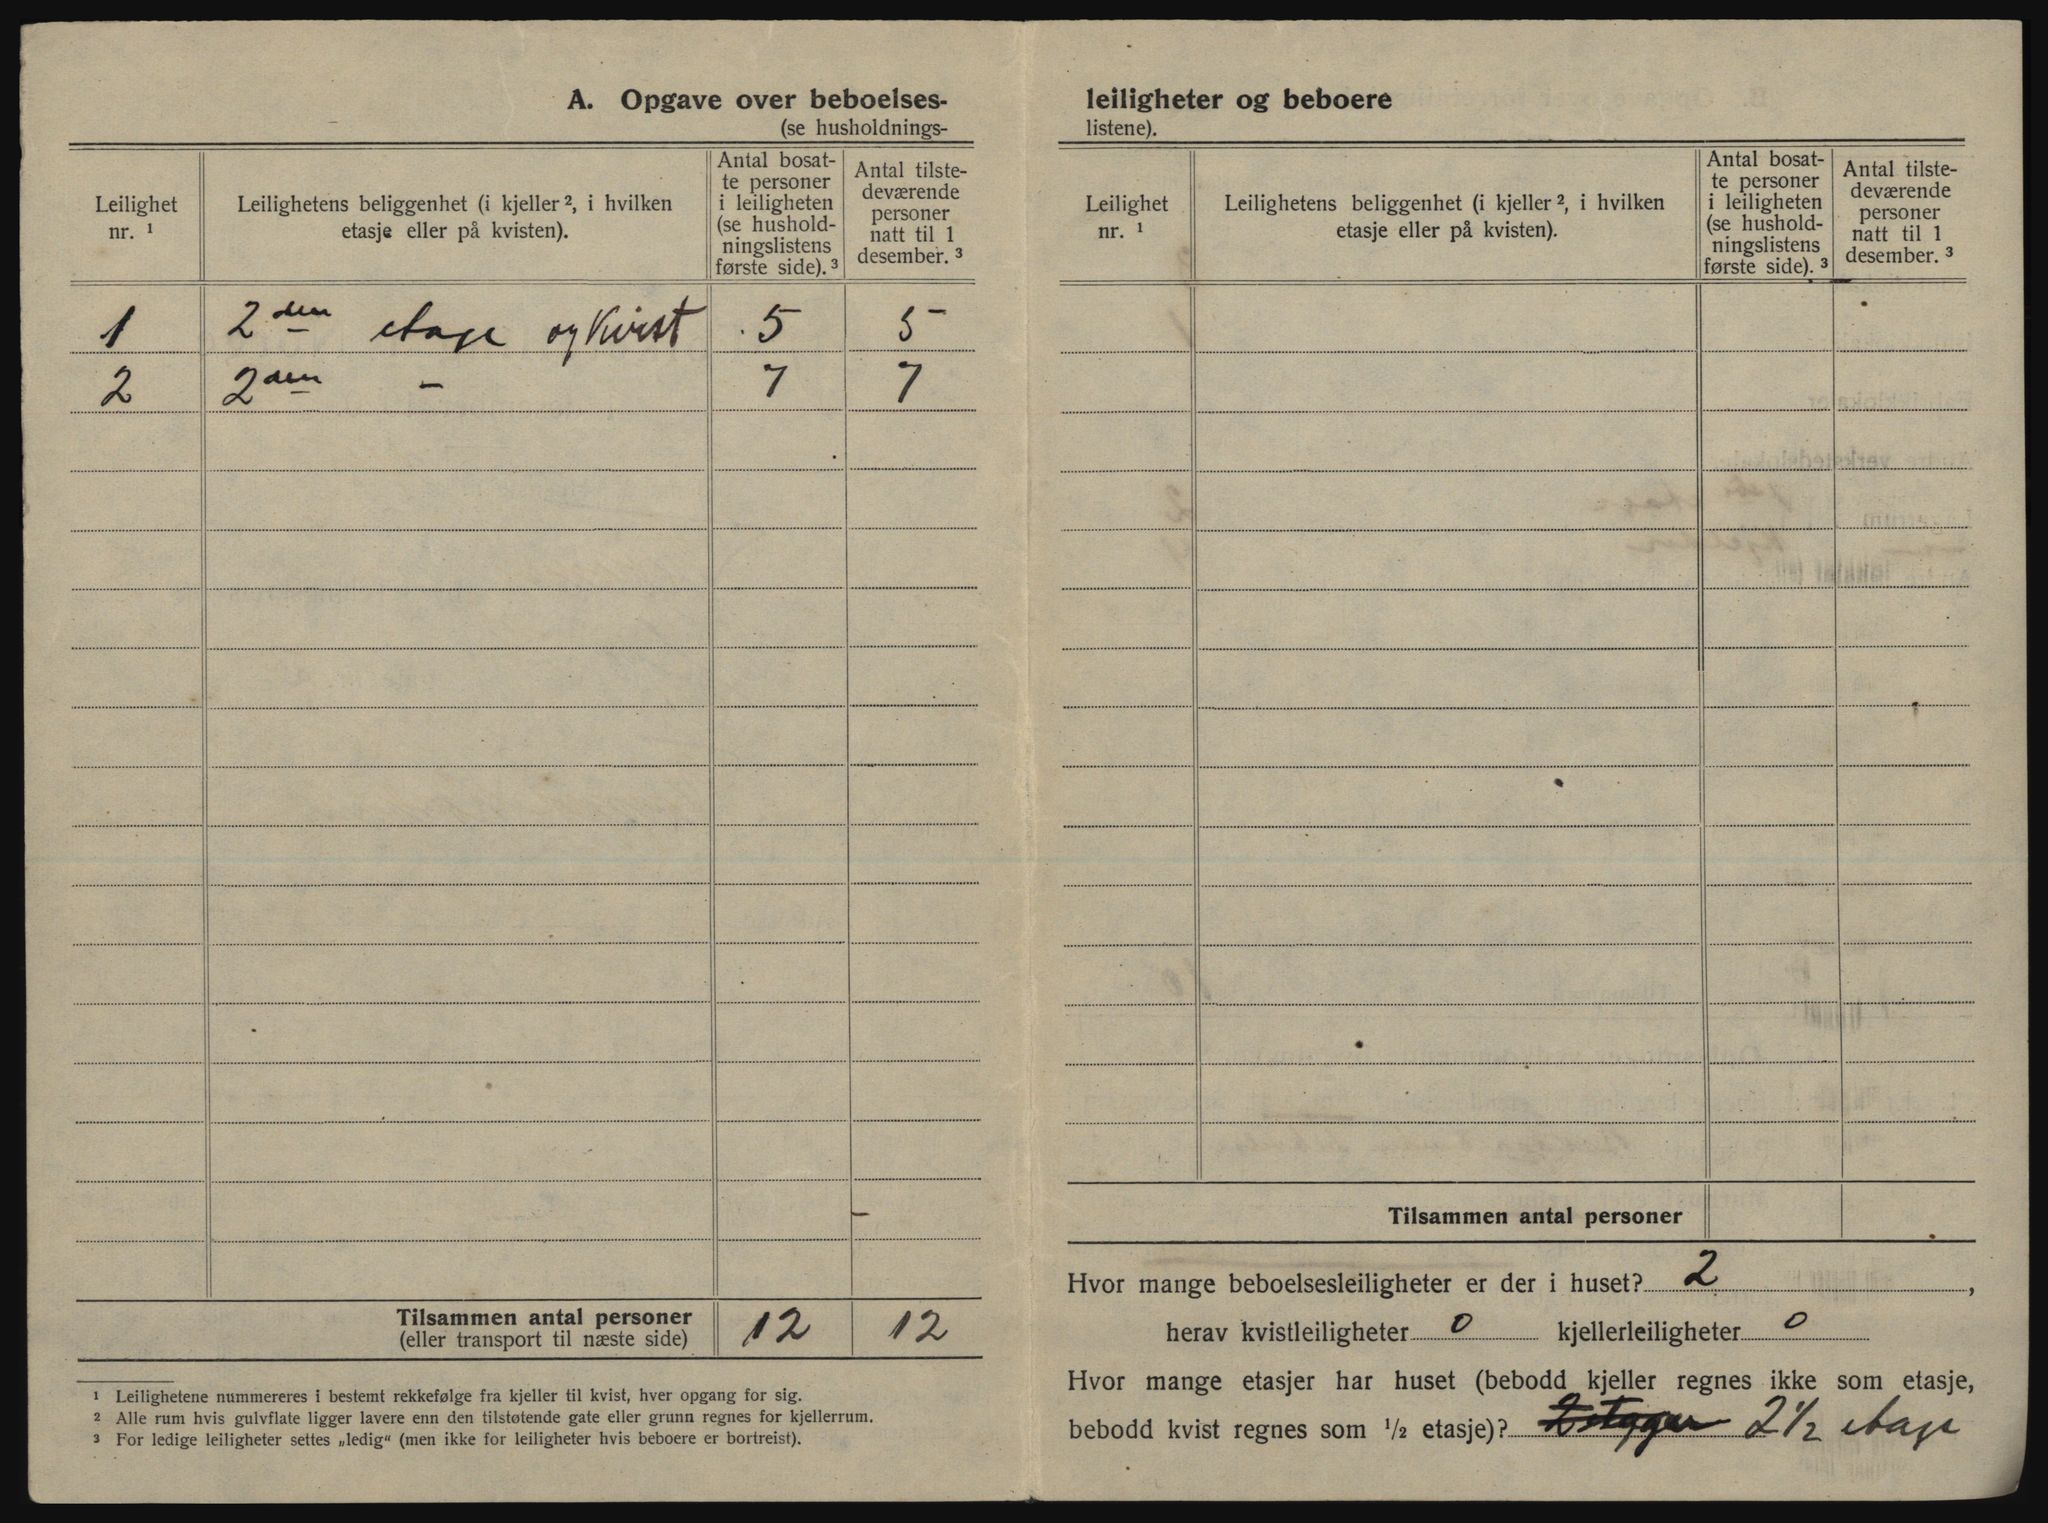 A. Opgave over beboelses-
(se husholdnings-
Leilighet
nr. ¹
Leilighetens beliggenhet (i kjeller ², i hvilken
etasje eller på kvisten).
Antal bosat-
te personer
i leiligheten
(se hushold-
ningslistens
første side). ³
Antal tilste-
deværende
personer
natt til 1
desember. ³
1 2den etage og Kvist 5 5
2 2den - 7 7
Tilsammen antal personer 12 12
(eller transport til næste side)
¹ Leilighetene nummereres i bestemt rekkefølge fra kjeller til kvist, hver opgang for sig.
² Alle rum hvis gulvflate ligger lavere enn den tilstøtende gate eller grunn regnes for kjellerrum.
³ For ledige leiligheter settes „ledig“ (men ikke for leiligheter hvis beboere er bortreist).
leiligheter og beboere
listene).
Leilighet
nr. ¹
Leilighetens beliggenhet (i kjeller ², i hvilken
etasje eller på kvisten).
Antal bosat-
te personer
i leiligheten
(se hushold-
ningslistens
første side). ³
Antal tilste-
deværende
personer
natt til 1
desember. ³
Tilsammen antal personer
Hvor mange beboelsesleiligheter er der i huset? 2 ,
herav kvistleiligheter 0 kjellerleiligheter 0
Hvor mange etasjer har huset (bebodd kjeller regnes ikke som etasje,
bebodd kvist regnes som ½ etasje)? 2 2½ etage